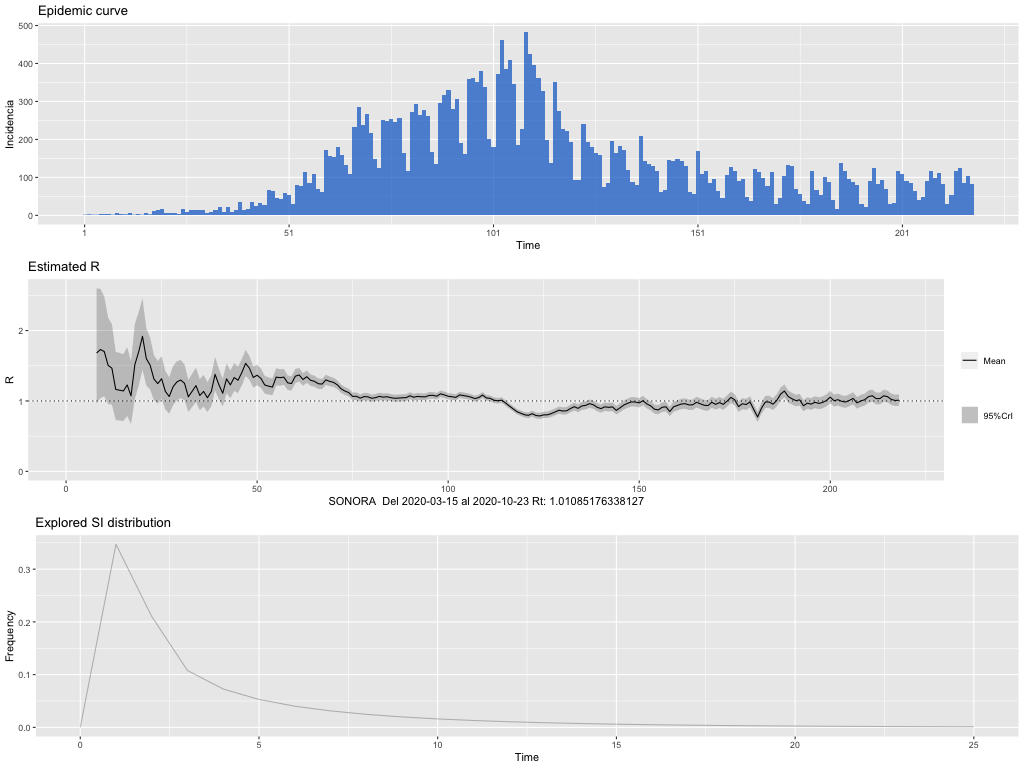 Epidemic curve
500
400
300
200
100
0
Incidencia
1 51 101 151 201
Time
Estimated R
2
1
0
R
Mean
95%CrI
0 50 100 150 200
SONORA Del 2020-03-15 al 2020-10-23 Rt: 1.01085176338127
Explored SI distribution
0.3
0.2
0.1
0.0
Frequency
0 5 10 15 20 25
Time